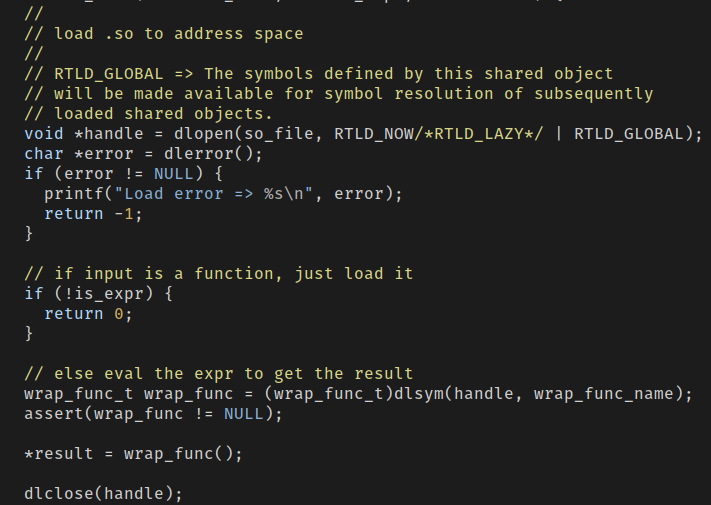 //
// load .so to address space
//
// RTLD_GLOBAL => The symbols defined by this shared object
// will be made available for symbol resolution of subsequently
// loaded shared objects.
void *handle = dlopen(so_file, RTLD_NOW/*RTLD_LAZY*/ | RTLD_GLOBAL);
char *error = dlerror();
if (error != NULL) {
  printf("Load error => %s\n", error);
  return -1;
}

// if input is a function, just load it
if (!is_expr) {
  return 0;
}

// else eval the expr to get the result
wrap_func_t wrap_func = (wrap_func_t)dlsym(handle, wrap_func_name);
assert(wrap_func != NULL);

*result = wrap_func();

dlclose(handle);